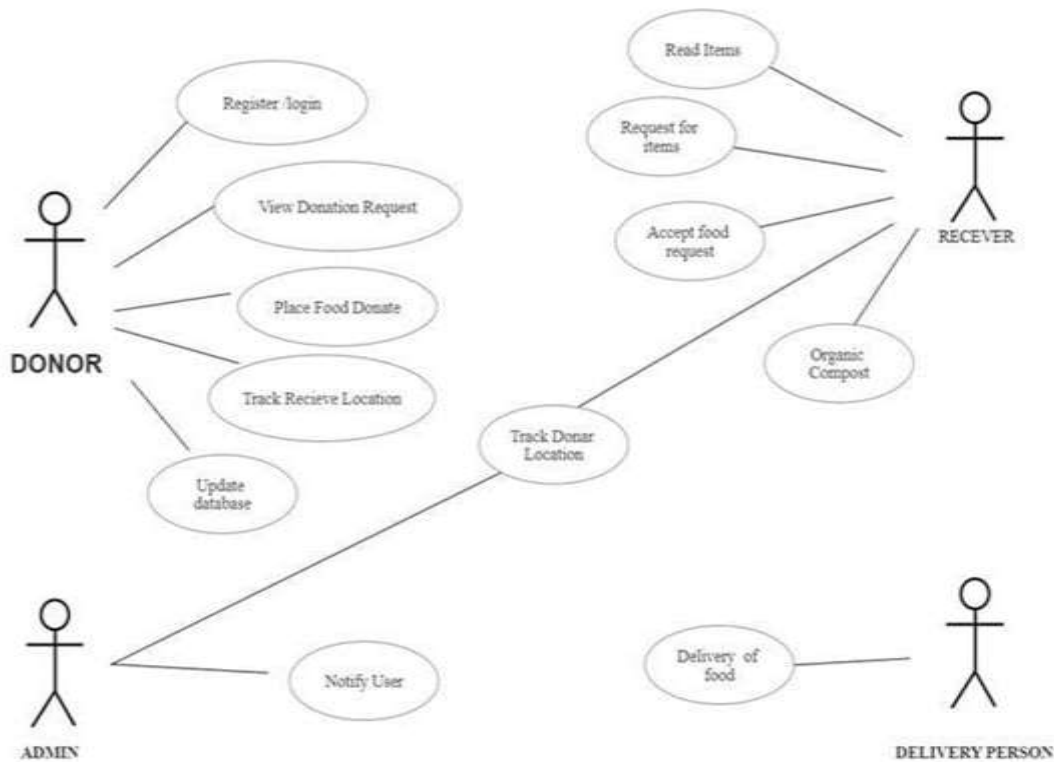 Read Items
Register /login
Request for
items
View Donation Request
Accept food
request
RECEVER
Place Food Donate
DONOR
Organic
Compost
Track Recieve Location
Track Donar
Location
Update
database
Notify User
Delivery of
food
ADMIN
DELIVERY PERSON